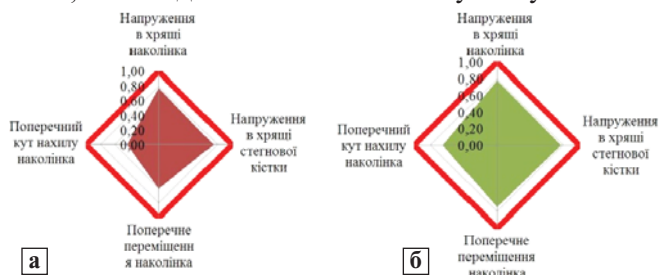 Напруження
в хрящі
наколінка
1,00
0,80
0,60
0,40
0,20
0,00
Поперечний
кут нахилу
наколінка
Напруження
в хрящі
стегнової
кістки
Поперечне
переміщенн
я наколінка
а
Напруження
в хрящі
наколінка
1,00
0,80
0,60
0,40
0,20
0,00
Поперечний
кут нахилу
наколінка
Напруження
в хрящі
стегнової
кістки
Поперечне
переміщення
наколінка
б